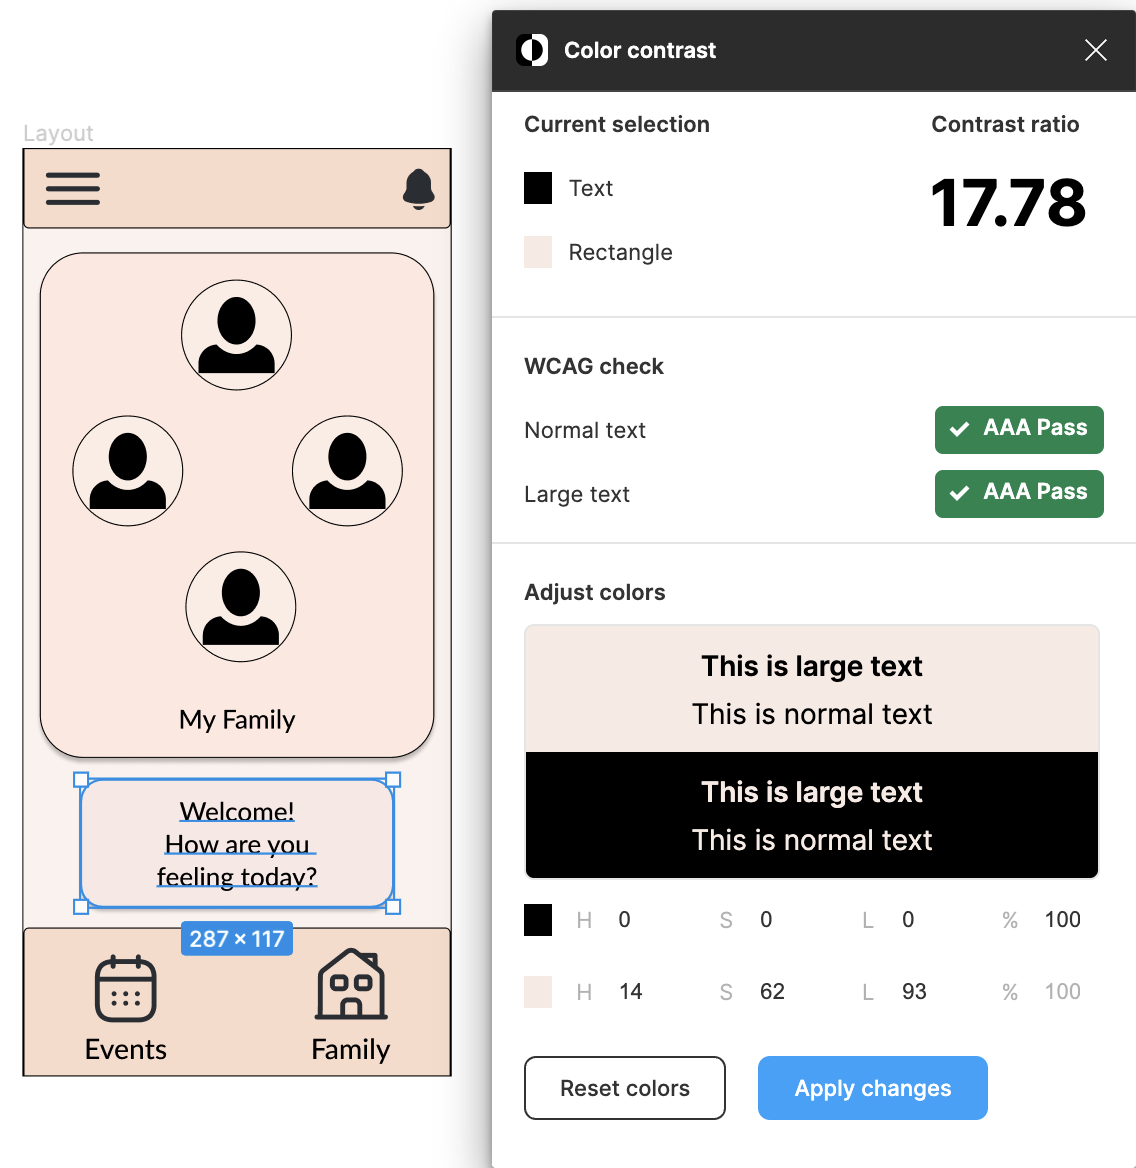 Layout
My Family
Welcome!
How are you
feeling today?
287 × 117
Events
Family
Color contrast
Current selection
Contrast ratio
Text
17.78
Rectangle
WCAG check
Normal text
AAA Pass
Large text
AAA Pass
Adjust colors
This is large text
This is normal text
This is large text
This is normal text
H 0 S 0 L 0 % 100
H 14 S 62 L 93 % 100
Reset colors
Apply changes